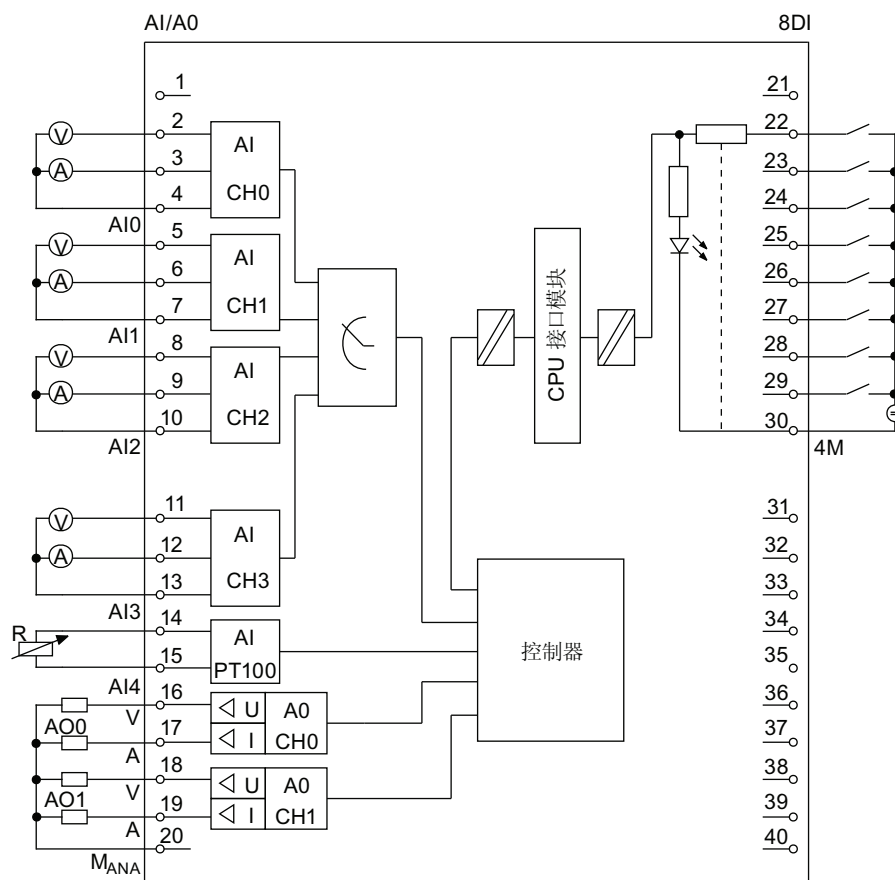 AI/A0
8DI
1
2
V
3
A
4
AI
CH0
AI0
5
V
6
A
7
AI
CH1
AI1
8
V
9
A
10
AI
CH2
AI2
11
V
12
A
13
AI
CH3
AI3
14
R
15
AI
PT100
AI4
16
V
AO0
17
A
U
I
A0
CH0
18
V
AO1
19
A
U
I
A0
CH1
20
MANA
CPU 接口模块
控制器
21
22
23
24
25
26
27
28
29
30
4M
31
32
33
34
35
36
37
38
39
40